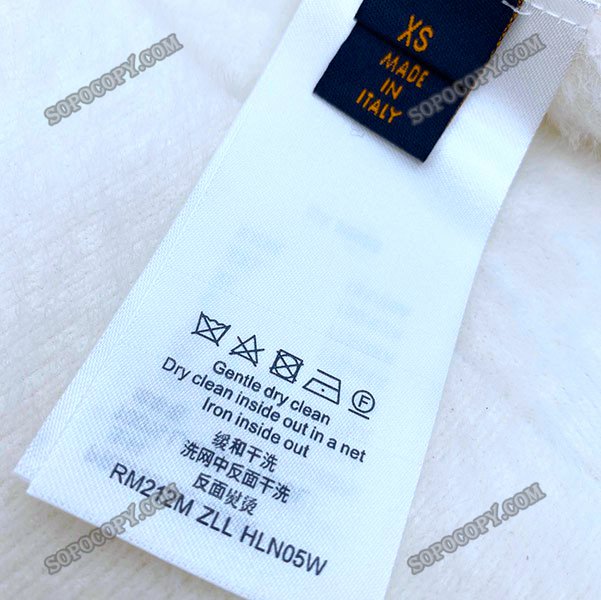 XS
MADE
IN
ITALY
SOPOCOPY.COM
SOPOCOPY.COM
F
Gentle dry clean
Dry clean inside out in a net
Iron inside out
缓和干洗
洗网中反面干洗
反面熨烫
RM212M ZLL HLN05W
SOPOCOPY.COM
SOPOCOPY.COM